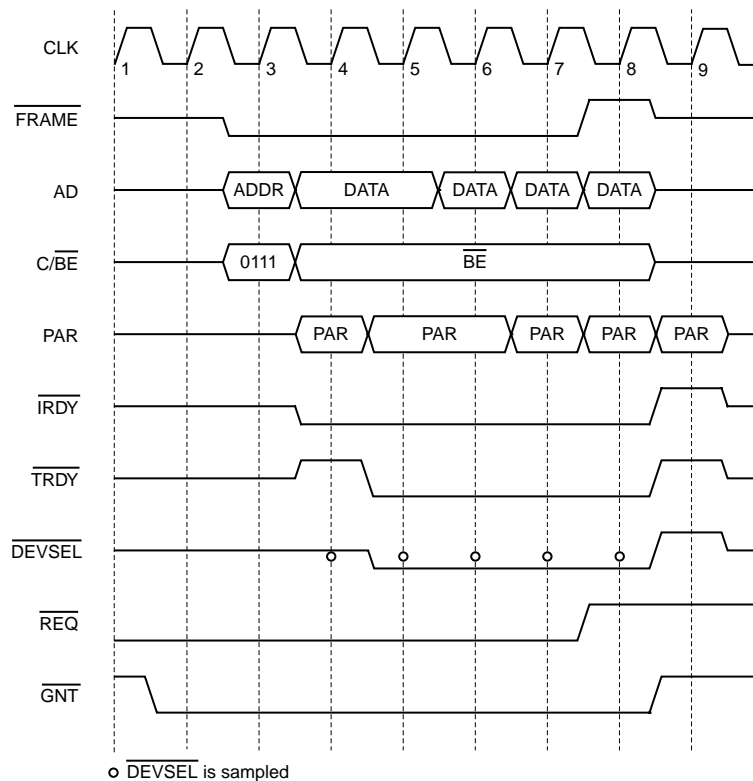 CLK
1 2 3 4 5 6 7 8 9
FRAME
AD ADDR DATA DATA DATA DATA
C/BE 0111 BE
PAR PAR PAR PAR PAR PAR
IRDY
TRDY
DEVSEL
REQ
GNT
DEVSEL is sampled